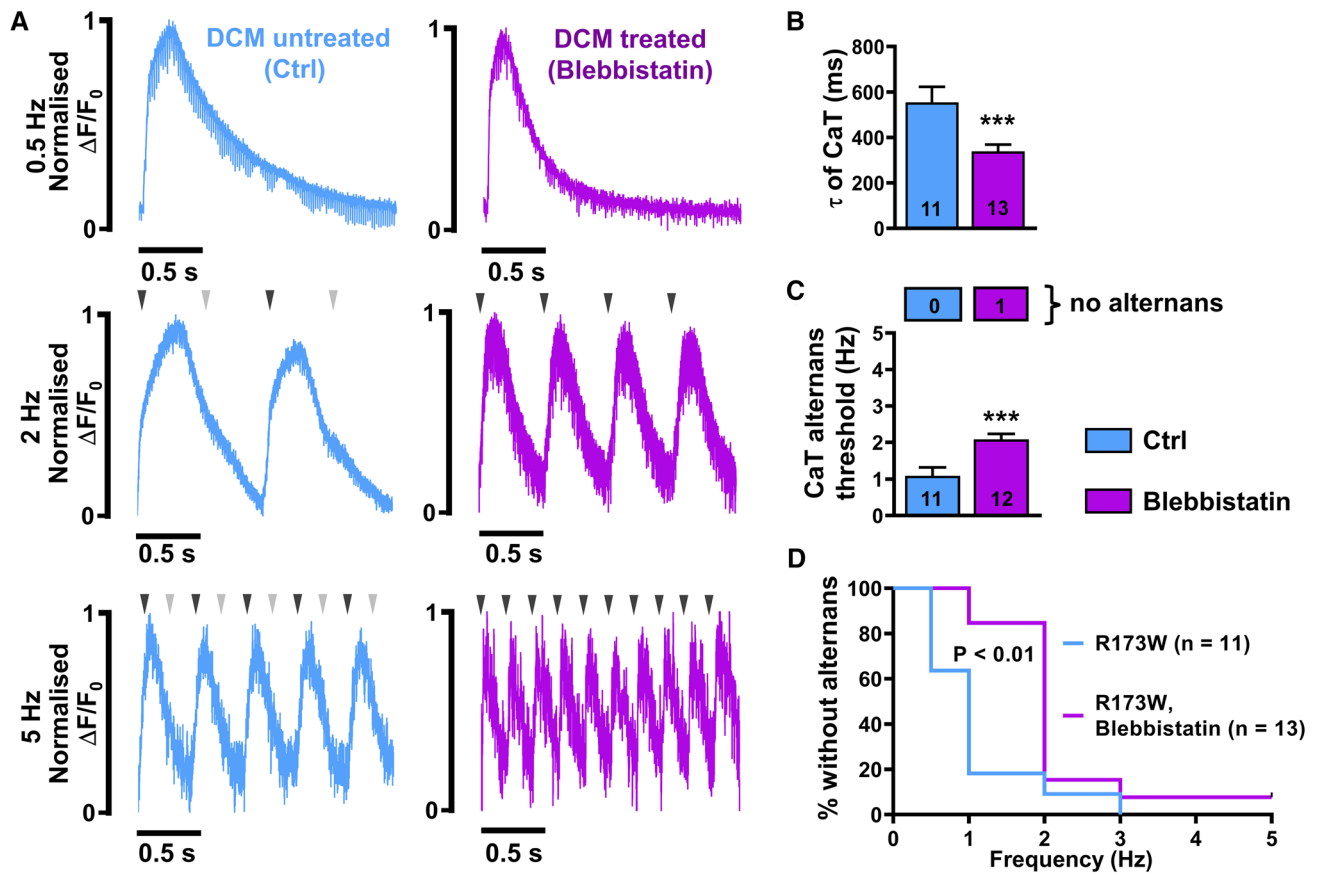 A
DCM untreated
(Ctrl)
DCM treated
(Blebbistatin)
0.5 Hz
Normalised
ΔF/F0
1
0
1
0
0.5 s
0.5 s
2 Hz
Normalised
ΔF/F0
1
0
1
0
0.5 s
0.5 s
5 Hz
Normalised
ΔF/F0
1
0
1
0
0.5 s
0.5 s
B
τ of CaT (ms)
800
600
400
200
0
***
11
13
C
0
1
} no alternans
CaT alternans
threshold (Hz)
5
4
3
2
1
0
***
11
12
Ctrl
Blebbistatin
D
% without alternans
100
80
60
40
20
0
P < 0.01
R173W (n = 11)
R173W,
Blebbistatin (n = 13)
0 1 2 3 4 5
Frequency (Hz)